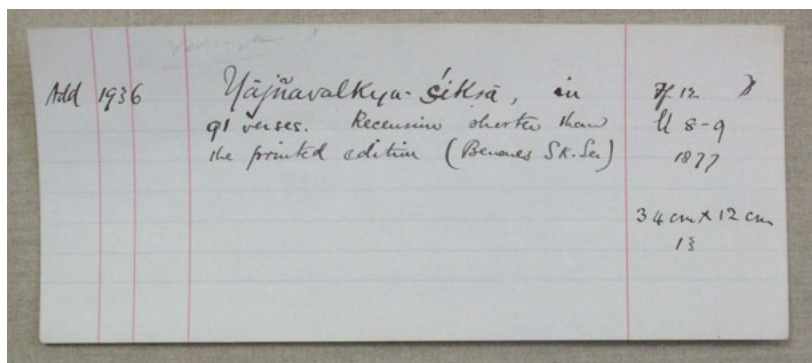 Add 1936 Yājñavalkya-Śikṣā, in ff 12
91 verses. Recension shorter than ll 8-9
the printed edition (Benares Sk. Ser.) 1877
34 cm x 12 cm